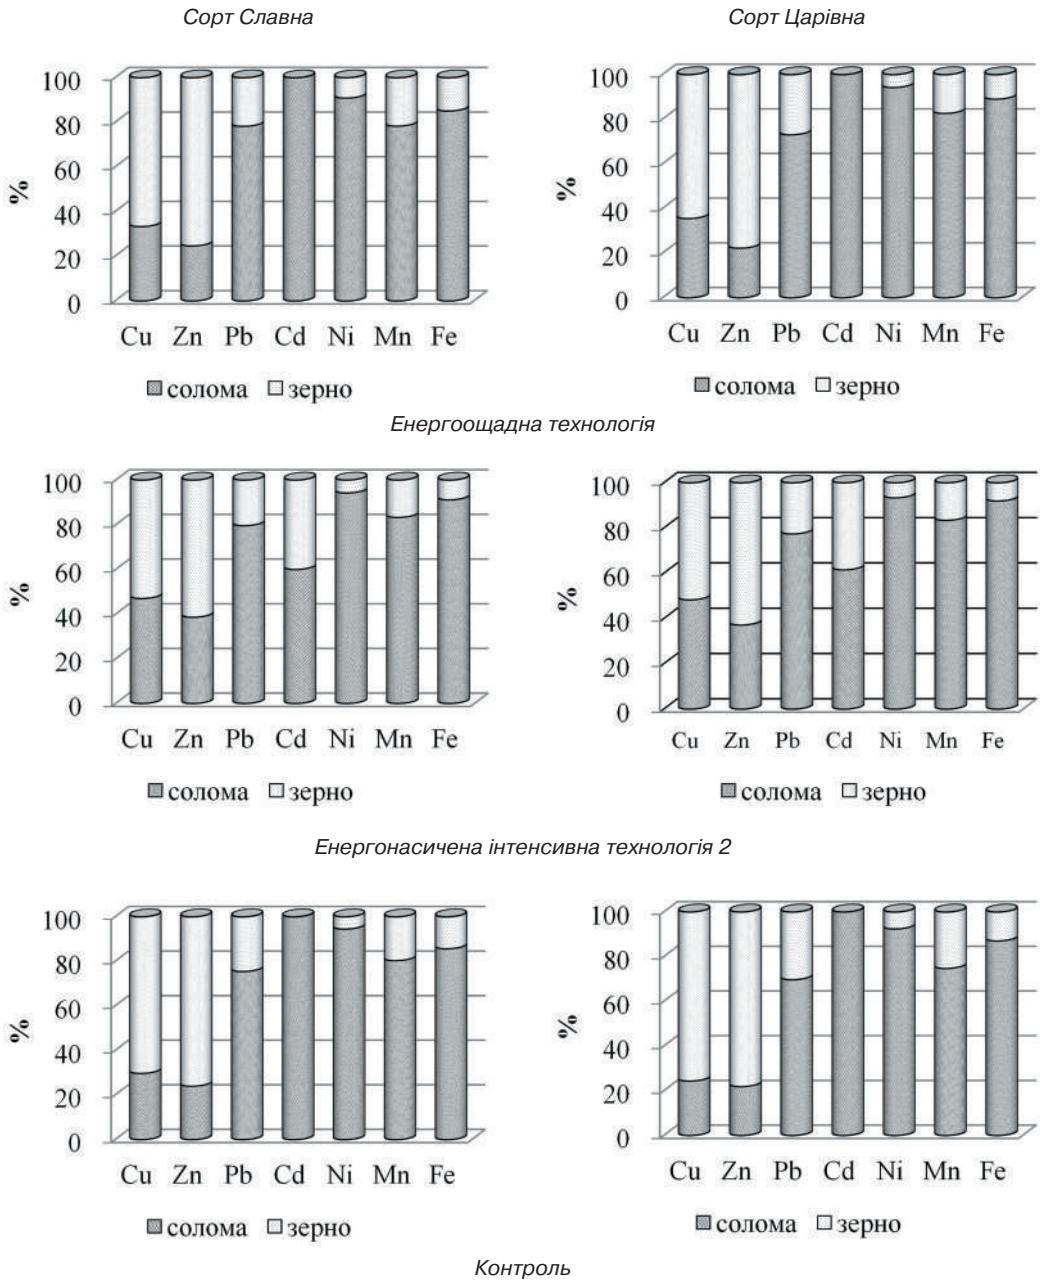 Сорт Славна
Сорт Царівна
100
80
60
40
20
0
%
Cu Zn Pb Cd Ni Mn Fe
солома зерно
100
80
60
40
20
0
%
Cu Zn Pb Cd Ni Mn Fe
солома зерно
Енергоощадна технологія
100
80
60
40
20
0
%
Cu Zn Pb Cd Ni Mn Fe
солома зерно
100
80
60
40
20
0
%
Cu Zn Pb Cd Ni Mn Fe
солома зерно
Енергонасичена інтенсивна технологія 2
100
80
60
40
20
0
%
Cu Zn Pb Cd Ni Mn Fe
солома зерно
100
80
60
40
20
0
%
Cu Zn Pb Cd Ni Mn Fe
солома зерно
Контроль